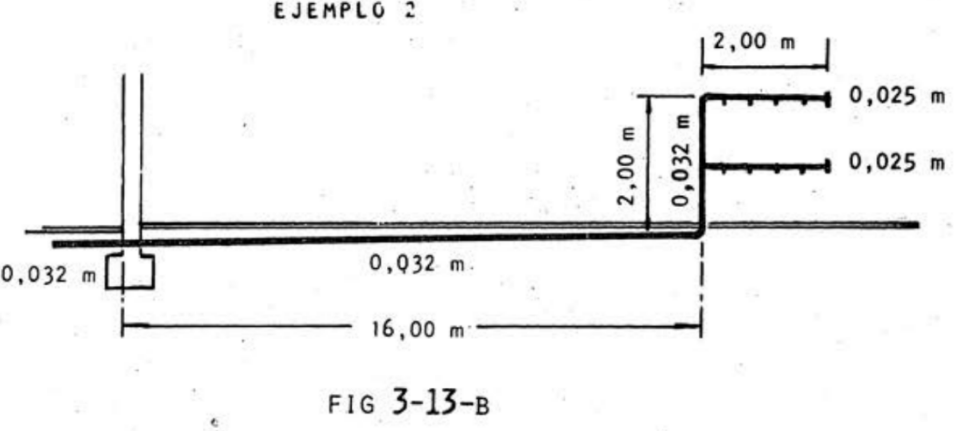 EJEMPLO 2
2,00 m
0,025 m
2,00 m
0,032 m
0,025 m
0,032 m
0,032 m.
16,00 m
FIG 3-13-B